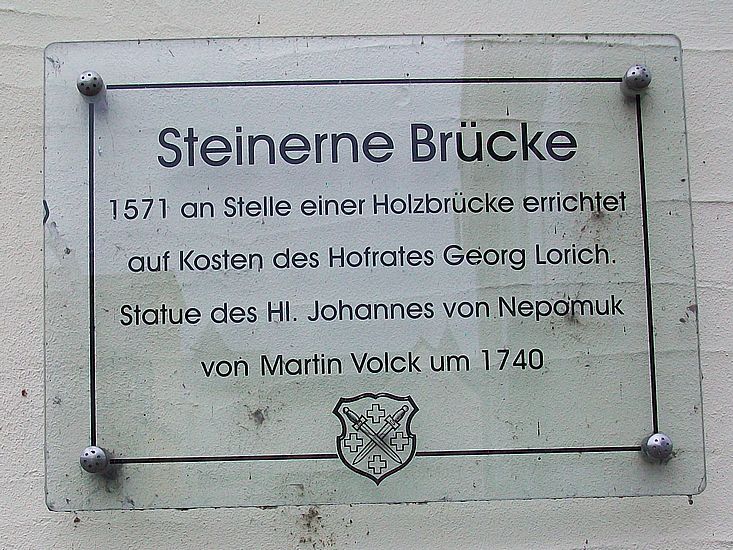 Steinerne Brücke
1571 an Stelle einer Holzbrücke errichtet
auf Kosten des Hofrates Georg Lorich.
Statue des Hl. Johannes von Nepomuk
von Martin Volck um 1740